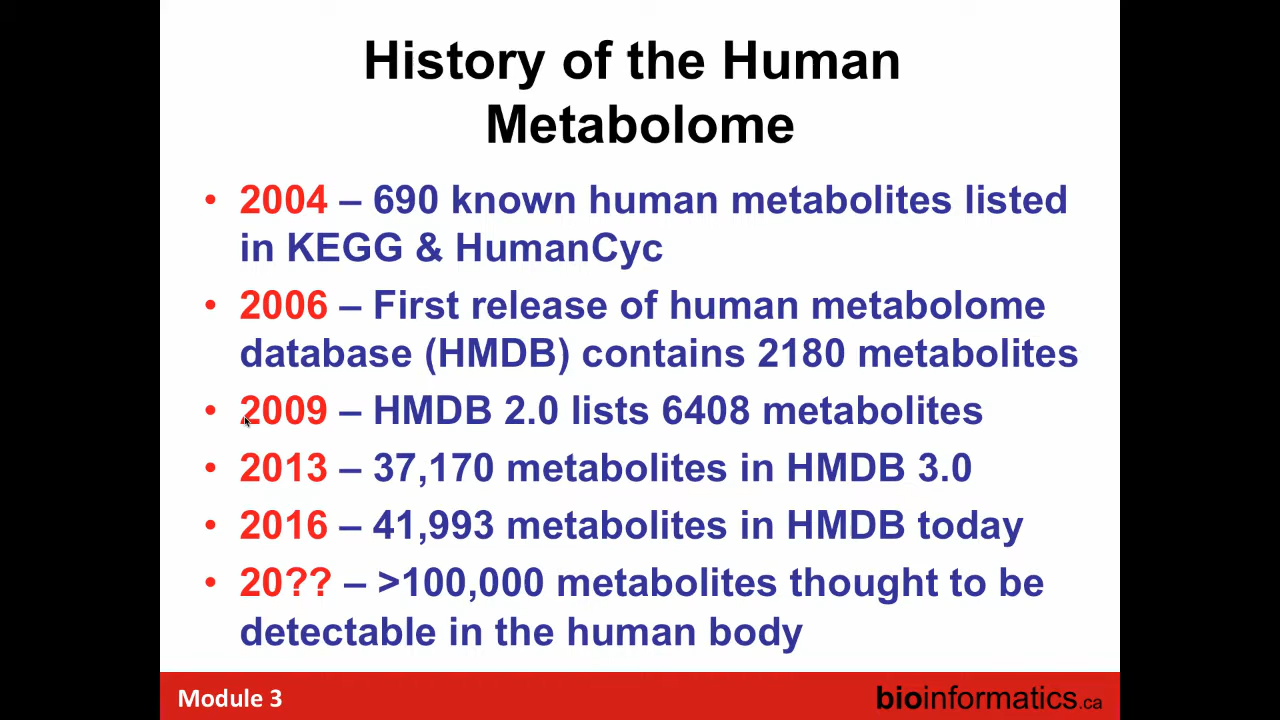 History of the Human
Metabolome
• 2004 – 690 known human metabolites listed
in KEGG & HumanCyc
• 2006 – First release of human metabolome
database (HMDB) contains 2180 metabolites
• 2009 – HMDB 2.0 lists 6408 metabolites
• 2013 – 37,170 metabolites in HMDB 3.0
• 2016 – 41,993 metabolites in HMDB today
• 20?? – >100,000 metabolites thought to be
detectable in the human body
Module 3
bioinformatics.ca